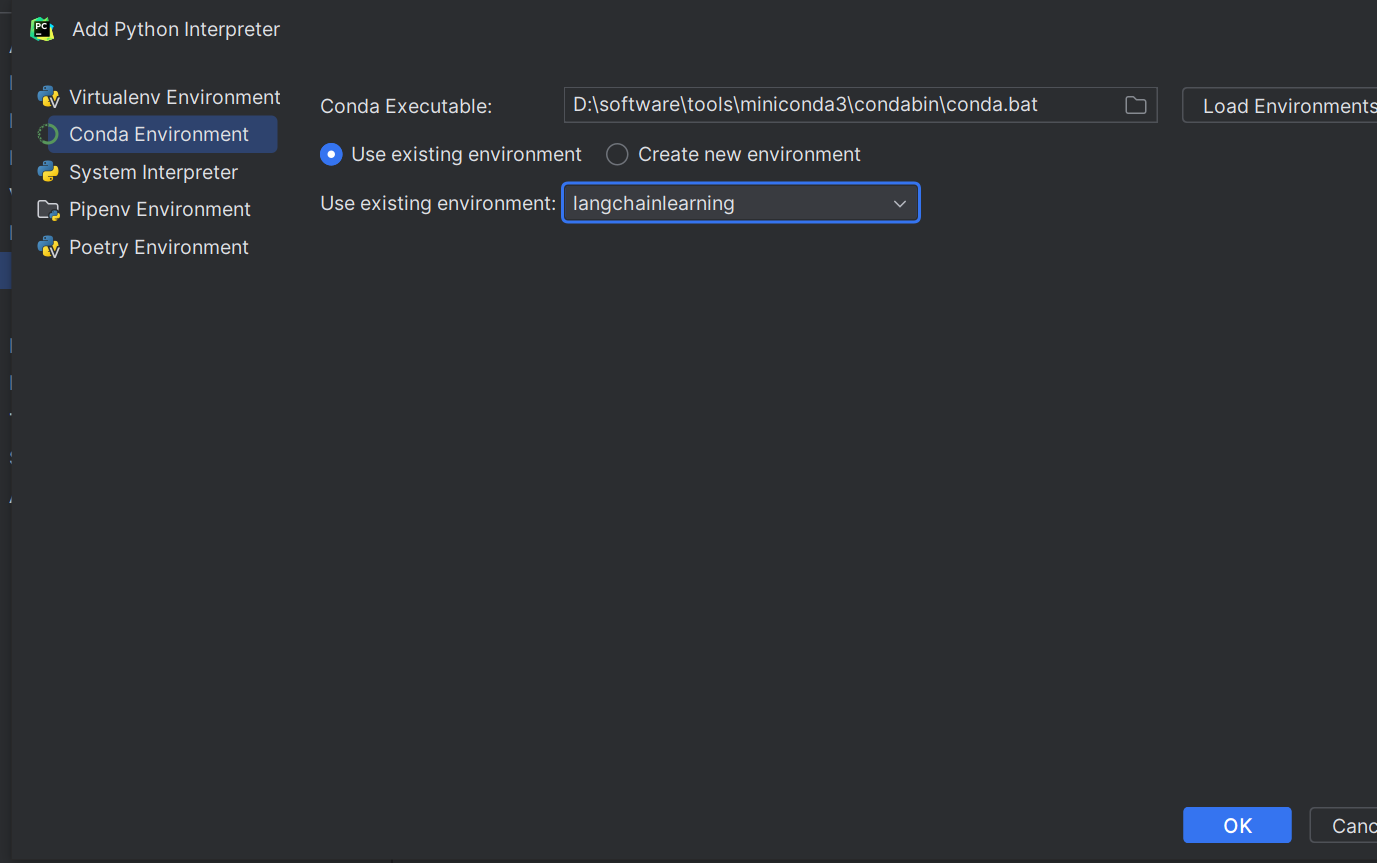 Add Python Interpreter
Virtualenv Environment
Conda Environment
System Interpreter
Pipenv Environment
Poetry Environment
Conda Executable: D:\software\tools\miniconda3\condabin\conda.bat Load Environments
Use existing environment Create new environment
Use existing environment: langchainlearning
OK Canc